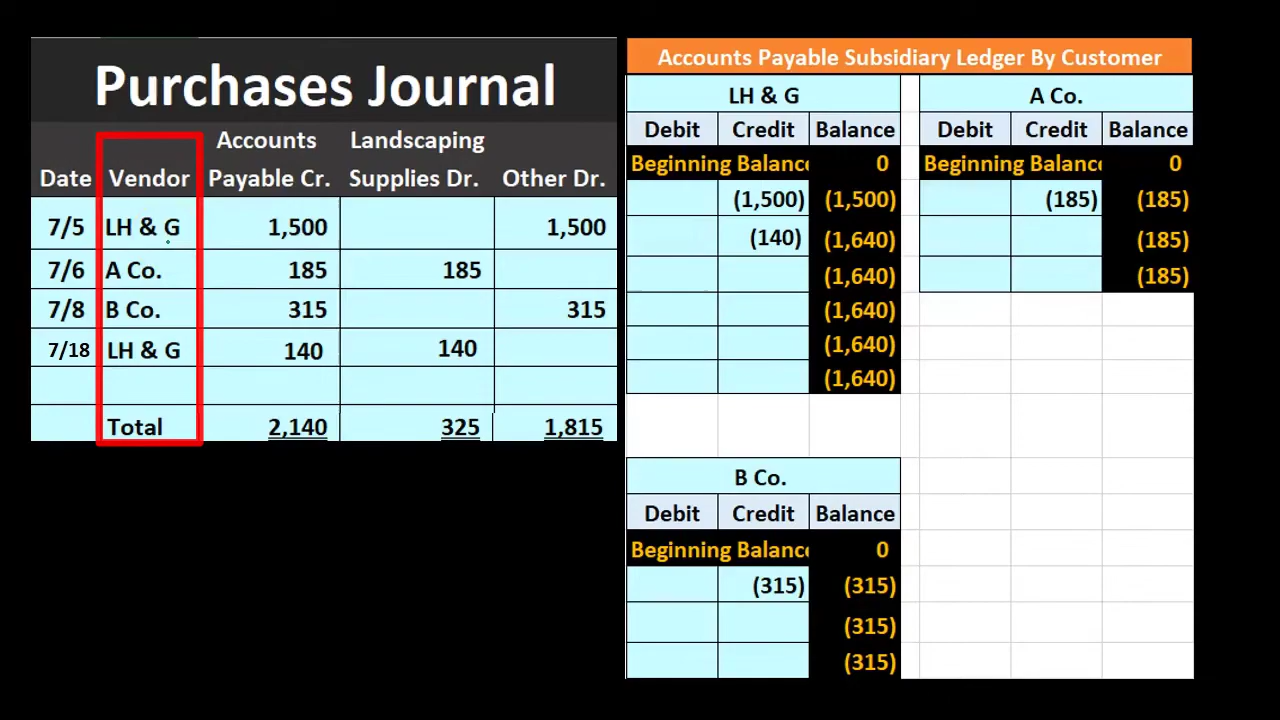 Purchases Journal
Date Vendor Accounts Payable Cr. Landscaping Supplies Dr. Other Dr.
7/5 LH & G 1,500 1,500
7/6 A Co. 185 185
7/8 B Co. 315 315
7/18 LH & G 140 140
Total 2,140 325 1,815
Accounts Payable Subsidiary Ledger By Customer
LH & G
Debit Credit Balance
Beginning Balance 0
(1,500) (1,500)
(140) (1,640)
(1,640)
(1,640)
(1,640)
(1,640)
A Co.
Debit Credit Balance
Beginning Balance 0
(185) (185)
(185)
(185)
B Co.
Debit Credit Balance
Beginning Balance 0
(315) (315)
(315)
(315)